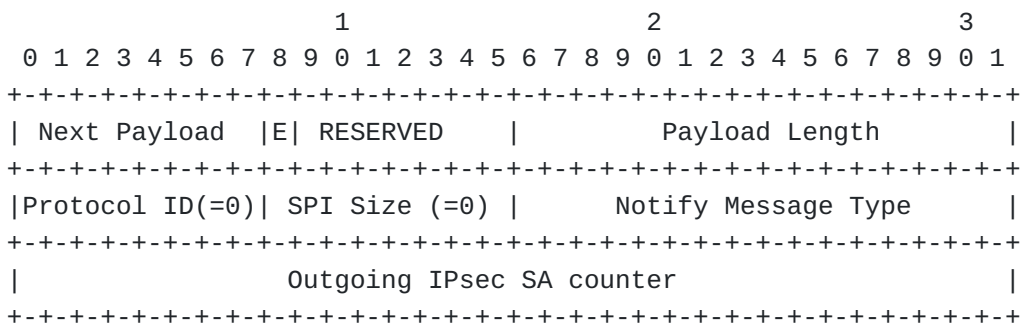 1                   2                   3
 0 1 2 3 4 5 6 7 8 9 0 1 2 3 4 5 6 7 8 9 0 1 2 3 4 5 6 7 8 9 0 1
+-+-+-+-+-+-+-+-+-+-+-+-+-+-+-+-+-+-+-+-+-+-+-+-+-+-+-+-+-+-+-+-+
| Next Payload  |E| RESERVED    |         Payload Length        |
+-+-+-+-+-+-+-+-+-+-+-+-+-+-+-+-+-+-+-+-+-+-+-+-+-+-+-+-+-+-+-+-+
|Protocol ID(=0)| SPI Size (=0) |      Notify Message Type      |
+-+-+-+-+-+-+-+-+-+-+-+-+-+-+-+-+-+-+-+-+-+-+-+-+-+-+-+-+-+-+-+-+
|                 Outgoing IPsec SA counter                     |
+-+-+-+-+-+-+-+-+-+-+-+-+-+-+-+-+-+-+-+-+-+-+-+-+-+-+-+-+-+-+-+-+